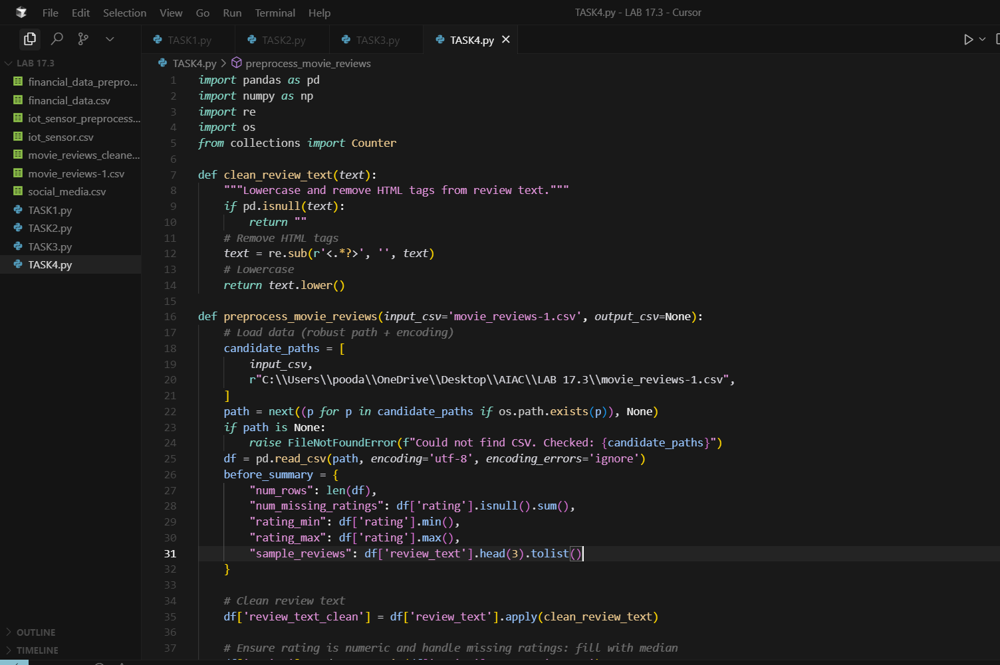 File Edit Selection View Go Run Terminal Help
TASK4.py - LAB 17.3 - Cursor
TASK1.py TASK2.py TASK3.py TASK4.py
LAB 17.3
financial_data_prepro...
financial_data.csv
iot_sensor_preprocess...
iot_sensor.csv
movie_reviews_cleane...
movie_reviews-1.csv
social_media.csv
TASK1.py
TASK2.py
TASK3.py
TASK4.py
OUTLINE
TIMELINE
TASK4.py > preprocess_movie_reviews
1 import pandas as pd
2 import numpy as np
3 import re
4 import os
5 from collections import Counter
6
7 def clean_review_text(text):
8     """Lowercase and remove HTML tags from review text."""
9     if pd.isnull(text):
10         return ""
11     # Remove HTML tags
12     text = re.sub(r'<.*?>', '', text)
13     # Lowercase
14     return text.lower()
15
16 def preprocess_movie_reviews(input_csv='movie_reviews-1.csv', output_csv=None):
17     # Load data (robust path + encoding)
18     candidate_paths = [
19         input_csv,
20         r"C:\\Users\\pooda\\OneDrive\\Desktop\\AIAC\\LAB 17.3\\movie_reviews-1.csv",
21     ]
22     path = next((p for p in candidate_paths if os.path.exists(p)), None)
23     if path is None:
24         raise FileNotFoundError(f"Could not find CSV. Checked: {candidate_paths}")
25     df = pd.read_csv(path, encoding='utf-8', encoding_errors='ignore')
26     before_summary = {
27         "num_rows": len(df),
28         "num_missing_ratings": df['rating'].isnull().sum(),
29         "rating_min": df['rating'].min(),
30         "rating_max": df['rating'].max(),
31         "sample_reviews": df['review_text'].head(3).tolist()
32     }
33
34     # Clean review text
35     df['review_text_clean'] = df['review_text'].apply(clean_review_text)
36
37     # Ensure rating is numeric and handle missing ratings: fill with median